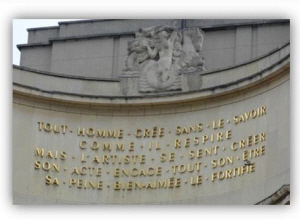 TOUT · HOMME · CRÉE · SANS · LE · SAVOIR
COMME · IL · RESPIRE
MAIS · L'ARTISTE · SE · SENT · CRÉER
SON · ACTE · ENGAGE · TOUT · SON · ÊTRE
SA · PEINE · BIEN-AIMÉE · LE · FORTIFIE